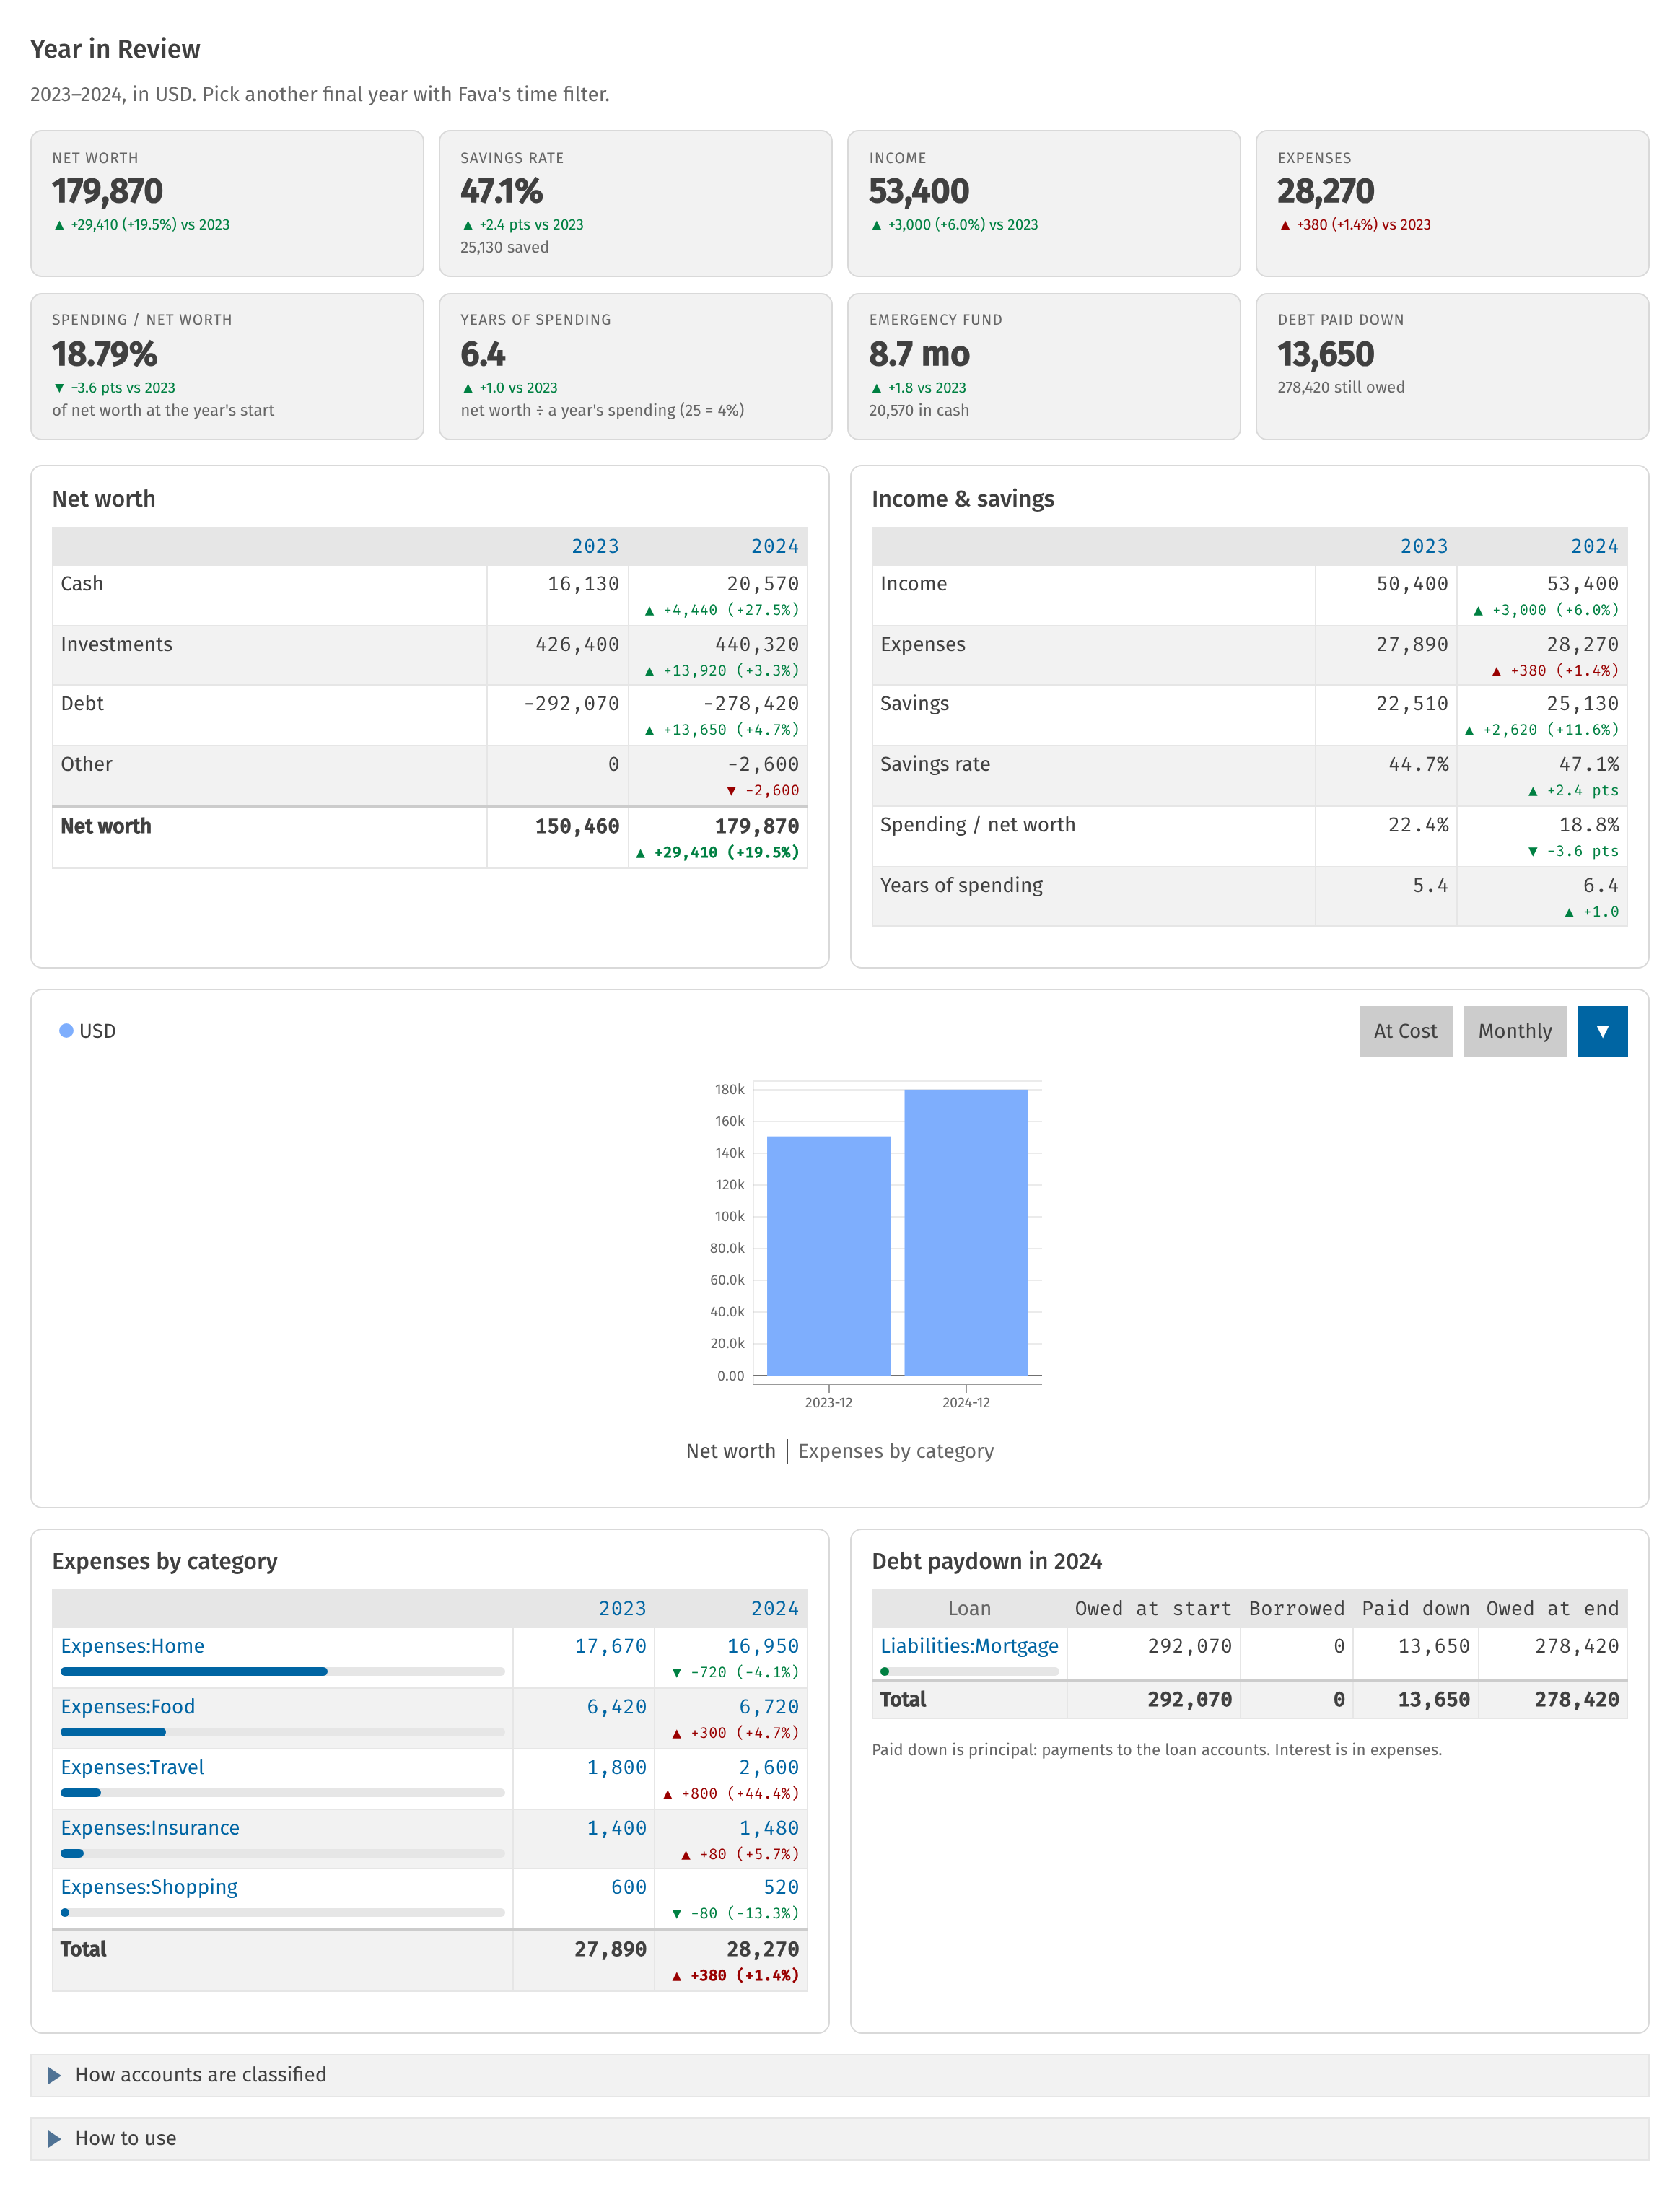 Year in Review
2023–2024, in USD. Pick another final year with Fava's time filter.
NET WORTH
179,870
▲ +29,410 (+19.5%) vs 2023
SAVINGS RATE
47.1%
▲ +2.4 pts vs 2023
25,130 saved
INCOME
53,400
▲ +3,000 (+6.0%) vs 2023
EXPENSES
28,270
▲ +380 (+1.4%) vs 2023
SPENDING / NET WORTH
18.79%
▼ −3.6 pts vs 2023
of net worth at the year's start
YEARS OF SPENDING
6.4
▲ +1.0 vs 2023
net worth ÷ a year's spending (25 = 4%)
EMERGENCY FUND
8.7 mo
▲ +1.8 vs 2023
20,570 in cash
DEBT PAID DOWN
13,650
278,420 still owed
Net worth
2023 2024
Cash 16,130 20,570
▲ +4,440 (+27.5%)
Investments 426,400 440,320
▲ +13,920 (+3.3%)
Debt -292,070 -278,420
▲ +13,650 (+4.7%)
Other 0 -2,600
▼ -2,600
Net worth 150,460 179,870
▲ +29,410 (+19.5%)
Income & savings
2023 2024
Income 50,400 53,400
▲ +3,000 (+6.0%)
Expenses 27,890 28,270
▲ +380 (+1.4%)
Savings 22,510 25,130
▲ +2,620 (+11.6%)
Savings rate 44.7% 47.1%
▲ +2.4 pts
Spending / net worth 22.4% 18.8%
▼ −3.6 pts
Years of spending 5.4 6.4
▲ +1.0
USD
At Cost Monthly ▼
180k
160k
140k
120k
100k
80.0k
60.0k
40.0k
20.0k
0.00
2023-12 2024-12
Net worth | Expenses by category
Expenses by category
2023 2024
Expenses:Home 17,670 16,950
▼ -720 (-4.1%)
Expenses:Food 6,420 6,720
▲ +300 (+4.7%)
Expenses:Travel 1,800 2,600
▲ +800 (+44.4%)
Expenses:Insurance 1,400 1,480
▲ +80 (+5.7%)
Expenses:Shopping 600 520
▼ -80 (-13.3%)
Total 27,890 28,270
▲ +380 (+1.4%)
Debt paydown in 2024
Loan Owed at start Borrowed Paid down Owed at end
Liabilities:Mortgage 292,070 0 13,650 278,420
Total 292,070 0 13,650 278,420
Paid down is principal: payments to the loan accounts. Interest is in expenses.
How accounts are classified
How to use